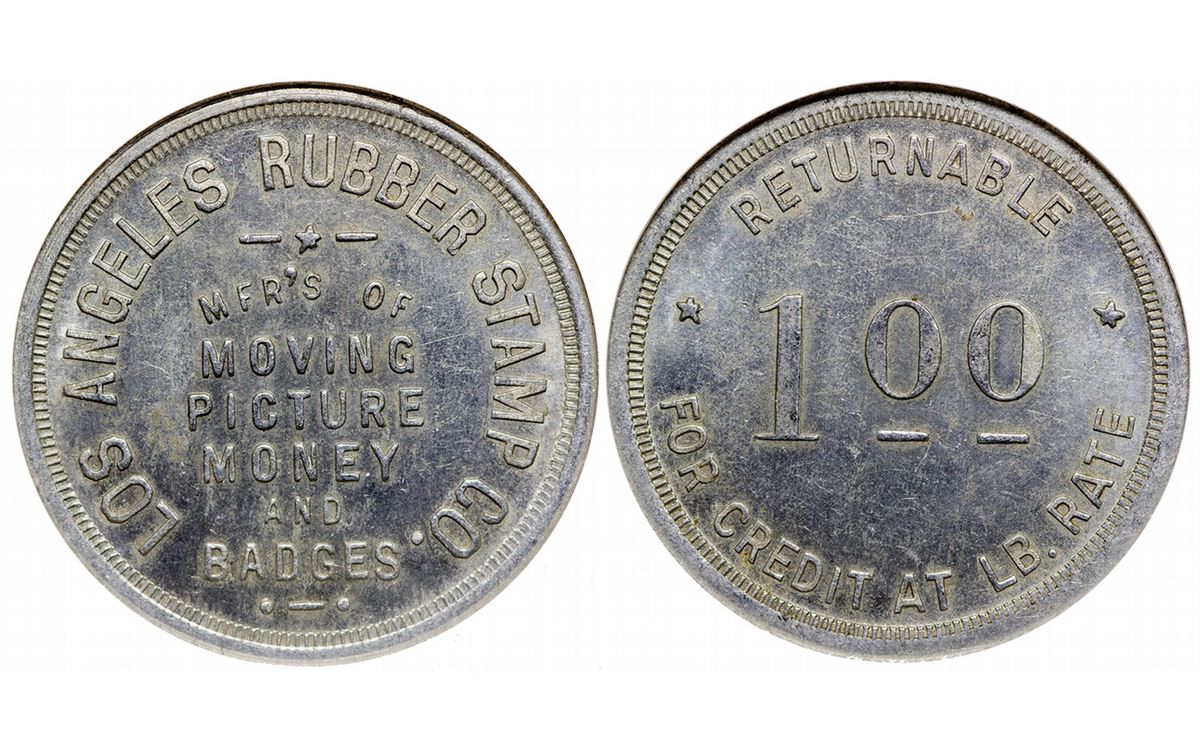 LOS ANGELES RUBBER STAMP CO.
MFR'S OF
MOVING
PICTURE
MONEY
AND
BADGES
RETURNABLE
100
FOR CREDIT AT LB. RATE